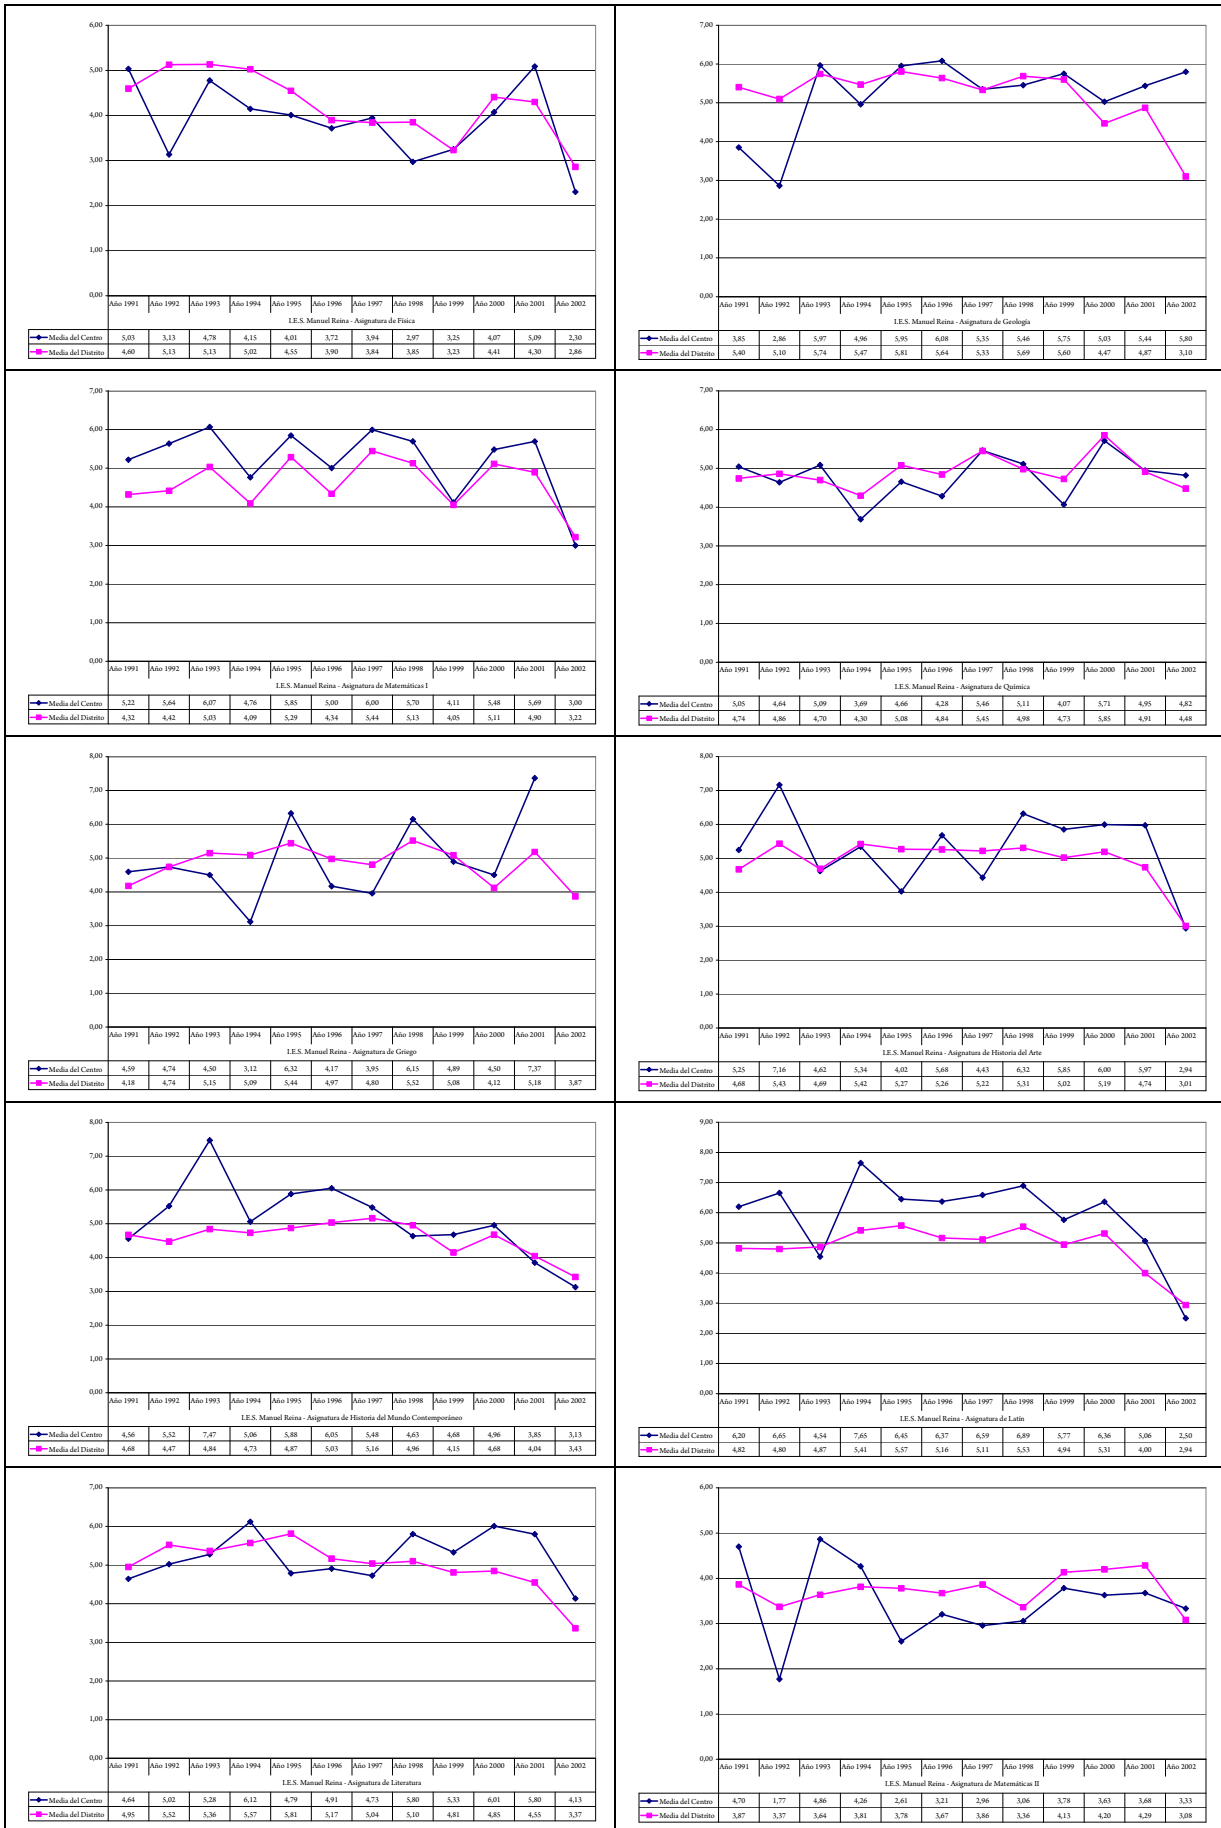 6,00
5,00
4,00
3,00
2,00
1,00
0,00
Año 1991 Año 1992 Año 1993 Año 1994 Año 1995 Año 1996 Año 1997 Año 1998 Año 1999 Año 2000 Año 2001 Año 2002
I.E.S. Manuel Reina - Asignatura de Física
Media del Centro 5,03 3,13 4,78 4,15 4,01 3,72 3,94 2,97 3,25 4,07 5,09 2,30
Media del Distrito 4,60 5,13 5,13 5,02 4,55 3,90 3,84 3,85 3,23 4,41 4,30 2,86
7,00
6,00
5,00
4,00
3,00
2,00
1,00
0,00
Año 1991 Año 1992 Año 1993 Año 1994 Año 1995 Año 1996 Año 1997 Año 1998 Año 1999 Año 2000 Año 2001 Año 2002
I.E.S. Manuel Reina - Asignatura de Geología
Media del Centro 3,85 2,86 5,97 4,96 5,95 6,08 5,35 5,46 5,75 5,03 5,44 5,80
Media del Distrito 5,40 5,10 5,74 5,47 5,81 5,64 5,33 5,69 5,60 4,47 4,87 3,10
7,00
6,00
5,00
4,00
3,00
2,00
1,00
0,00
Año 1991 Año 1992 Año 1993 Año 1994 Año 1995 Año 1996 Año 1997 Año 1998 Año 1999 Año 2000 Año 2001 Año 2002
I.E.S. Manuel Reina - Asignatura de Matemáticas I
Media del Centro 5,22 5,64 6,07 4,76 5,85 5,00 6,00 5,70 4,11 5,48 5,69 3,00
Media del Distrito 4,32 4,42 5,03 4,09 5,29 4,34 5,44 5,13 4,05 5,11 4,90 3,22
7,00
6,00
5,00
4,00
3,00
2,00
1,00
0,00
Año 1991 Año 1992 Año 1993 Año 1994 Año 1995 Año 1996 Año 1997 Año 1998 Año 1999 Año 2000 Año 2001 Año 2002
I.E.S. Manuel Reina - Asignatura de Química
Media del Centro 5,05 4,64 5,09 3,69 4,66 4,28 5,46 5,11 4,07 5,71 4,95 4,82
Media del Distrito 4,74 4,86 4,70 4,30 5,08 4,84 5,45 4,98 4,73 5,85 4,91 4,48
8,00
7,00
6,00
5,00
4,00
3,00
2,00
1,00
0,00
Año 1991 Año 1992 Año 1993 Año 1994 Año 1995 Año 1996 Año 1997 Año 1998 Año 1999 Año 2000 Año 2001 Año 2002
I.E.S. Manuel Reina - Asignatura de Griego
Media del Centro 4,59 4,74 4,50 3,12 6,32 4,17 3,95 6,15 4,89 4,50 7,37
Media del Distrito 4,18 4,74 5,15 5,09 5,44 4,97 4,80 5,52 5,08 4,12 5,18 3,87
8,00
7,00
6,00
5,00
4,00
3,00
2,00
1,00
0,00
Año 1991 Año 1992 Año 1993 Año 1994 Año 1995 Año 1996 Año 1997 Año 1998 Año 1999 Año 2000 Año 2001 Año 2002
I.E.S. Manuel Reina - Asignatura de Historia del Arte
Media del Centro 5,25 7,16 4,62 5,34 4,02 5,68 4,43 6,32 5,85 6,00 5,97 2,94
Media del Distrito 4,68 5,43 4,69 5,42 5,27 5,26 5,22 5,31 5,02 5,19 4,74 3,01
8,00
7,00
6,00
5,00
4,00
3,00
2,00
1,00
0,00
Año 1991 Año 1992 Año 1993 Año 1994 Año 1995 Año 1996 Año 1997 Año 1998 Año 1999 Año 2000 Año 2001 Año 2002
I.E.S. Manuel Reina - Asignatura de Historia del Mundo Contemporáneo
Media del Centro 4,56 5,52 7,47 5,06 5,88 6,05 5,48 4,63 4,68 4,96 3,85 3,13
Media del Distrito 4,68 4,47 4,84 4,73 4,87 5,03 5,16 4,96 4,15 4,68 4,04 3,43
9,00
8,00
7,00
6,00
5,00
4,00
3,00
2,00
1,00
0,00
Año 1991 Año 1992 Año 1993 Año 1994 Año 1995 Año 1996 Año 1997 Año 1998 Año 1999 Año 2000 Año 2001 Año 2002
I.E.S. Manuel Reina - Asignatura de Latín
Media del Centro 6,20 6,65 4,54 7,65 6,45 6,37 6,59 6,89 5,77 6,36 5,06 2,50
Media del Distrito 4,82 4,80 4,87 5,41 5,57 5,16 5,11 5,53 4,94 5,31 4,00 2,94
7,00
6,00
5,00
4,00
3,00
2,00
1,00
0,00
Año 1991 Año 1992 Año 1993 Año 1994 Año 1995 Año 1996 Año 1997 Año 1998 Año 1999 Año 2000 Año 2001 Año 2002
I.E.S. Manuel Reina - Asignatura de Literatura
Media del Centro 4,64 5,02 5,28 6,12 4,79 4,91 4,73 5,80 5,33 6,01 5,80 4,13
Media del Distrito 4,95 5,52 5,36 5,57 5,81 5,17 5,04 5,10 4,81 4,85 4,55 3,37
6,00
5,00
4,00
3,00
2,00
1,00
0,00
Año 1991 Año 1992 Año 1993 Año 1994 Año 1995 Año 1996 Año 1997 Año 1998 Año 1999 Año 2000 Año 2001 Año 2002
I.E.S. Manuel Reina - Asignatura de Matemáticas II
Media del Centro 4,70 1,77 4,86 4,26 2,61 3,21 2,96 3,06 3,78 3,63 3,68 3,33
Media del Distrito 3,87 3,37 3,64 3,81 3,78 3,67 3,86 3,36 4,13 4,20 4,29 3,08